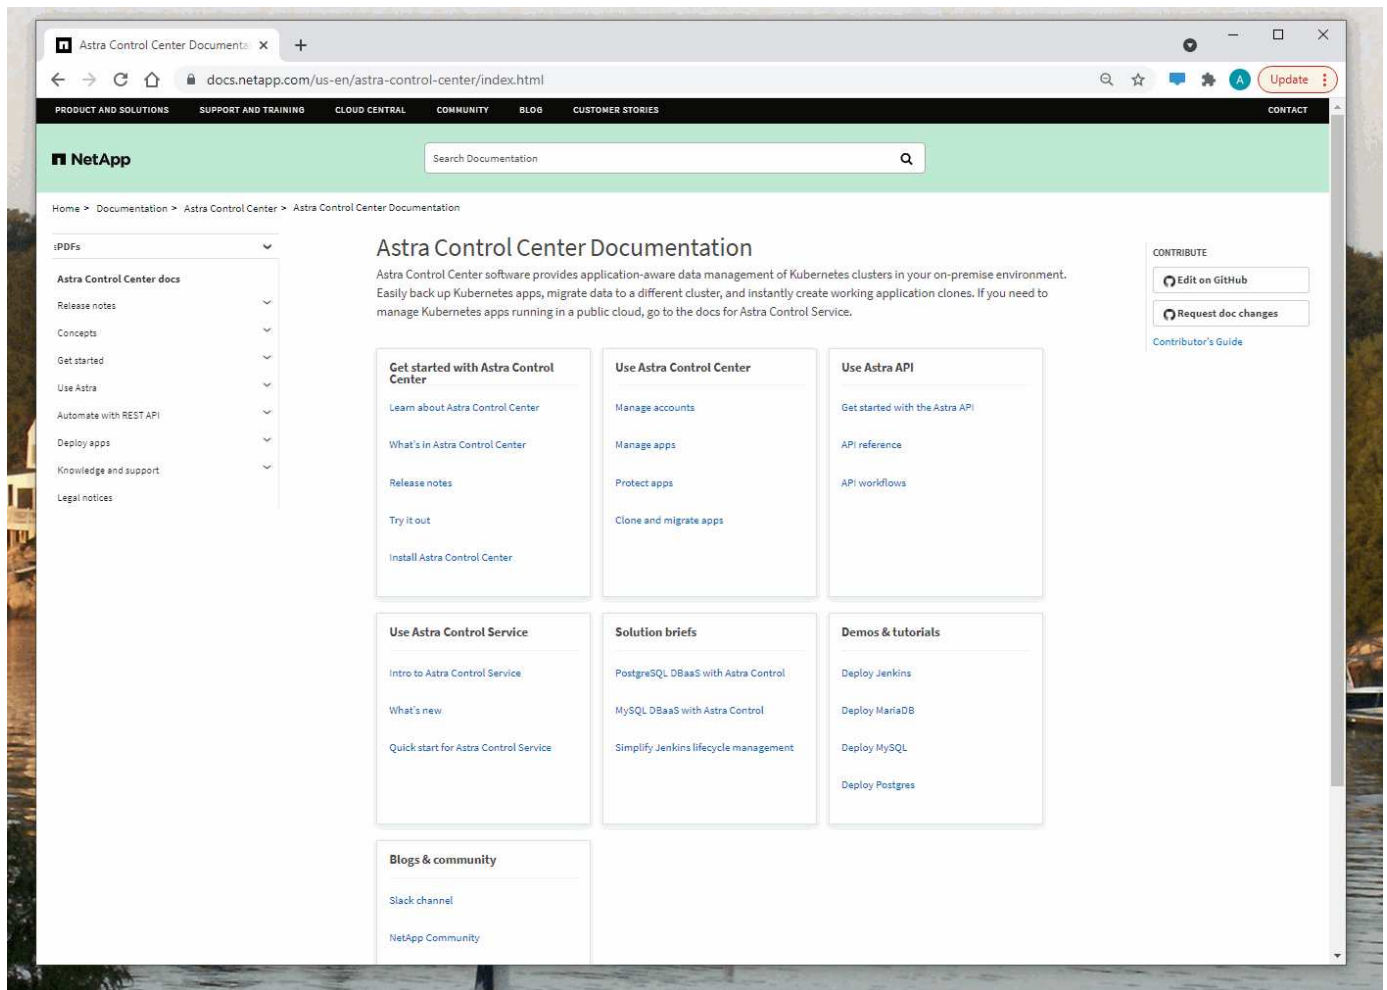 Astra Control Center Documenta
docs.netapp.com/us-en/astra-control-center/index.html
A
Update
PRODUCT AND SOLUTIONS SUPPORT AND TRAINING CLOUD CENTRAL COMMUNITY BLOG CUSTOMER STORIES CONTACT
NetApp
Search Documentation
Home > Documentation > Astra Control Center > Astra Control Center Documentation
:PDFs
Astra Control Center docs
Release notes
Concepts
Get started
Use Astra
Automate with REST API
Deploy apps
Knowledge and support
Legal notices
Astra Control Center Documentation
Astra Control Center software provides application-aware data management of Kubernetes clusters in your on-premise environment.
Easily back up Kubernetes apps, migrate data to a different cluster, and instantly create working application clones. If you need to
manage Kubernetes apps running in a public cloud, go to the docs for Astra Control Service.
CONTRIBUTE
Edit on GitHub
Request doc changes
Contributor's Guide
Get started with Astra Control
Center
Learn about Astra Control Center
What's in Astra Control Center
Release notes
Try it out
Install Astra Control Center
Use Astra Control Center
Manage accounts
Manage apps
Protect apps
Clone and migrate apps
Use Astra API
Get started with the Astra API
API reference
API workflows
Use Astra Control Service
Intro to Astra Control Service
What's new
Quick start for Astra Control Service
Solution briefs
PostgreSQL DBaaS with Astra Control
MySQL DBaaS with Astra Control
Simplify Jenkins lifecycle management
Demos & tutorials
Deploy Jenkins
Deploy MariaDB
Deploy MySQL
Deploy Postgres
Blogs & community
Slack channel
NetApp Community